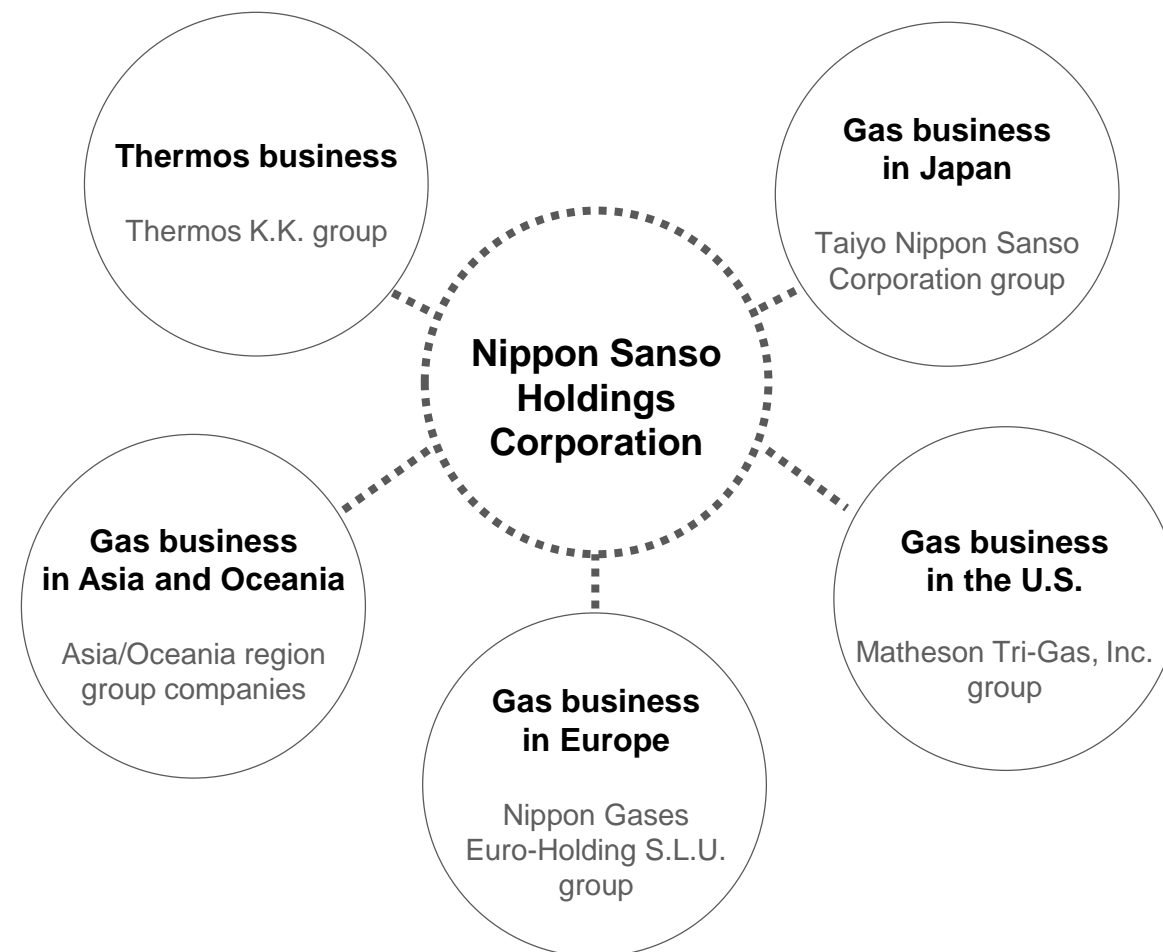 Thermos business
Thermos K.K. group
Gas business
in Japan
Taiyo Nippon Sanso
Corporation group
Nippon Sanso
Holdings
Corporation
Gas business
in Asia and Oceania
Asia/Oceania region
group companies
Gas business
in the U.S.
Matheson Tri-Gas, Inc.
group
Gas business
in Europe
Nippon Gases
Euro-Holding S.L.U.
group